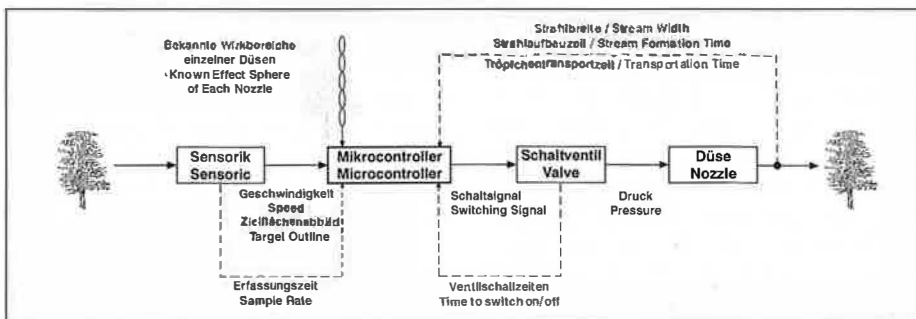 Bekannte Wirkbereiche
einzelner Düsen
Known Effect Sphere
of Each Nozzle
Strahlbreite / Stream Width
Strahlaufbauzeit / Stream Formation Time
Tröpfchentransportzeit / Transportation Time
Sensorik
Sensoric
Mikrocontroller
Microcontroller
Schaltventil
Valve
Düse
Nozzle
Geschwindigkeit
Speed
Zielflächenabbild
Target Outline
Schaltsignal
Switching Signal
Druck
Pressure
Erfassungszeit
Sample Rate
Ventilschaltzeiten
Time to switch on/off